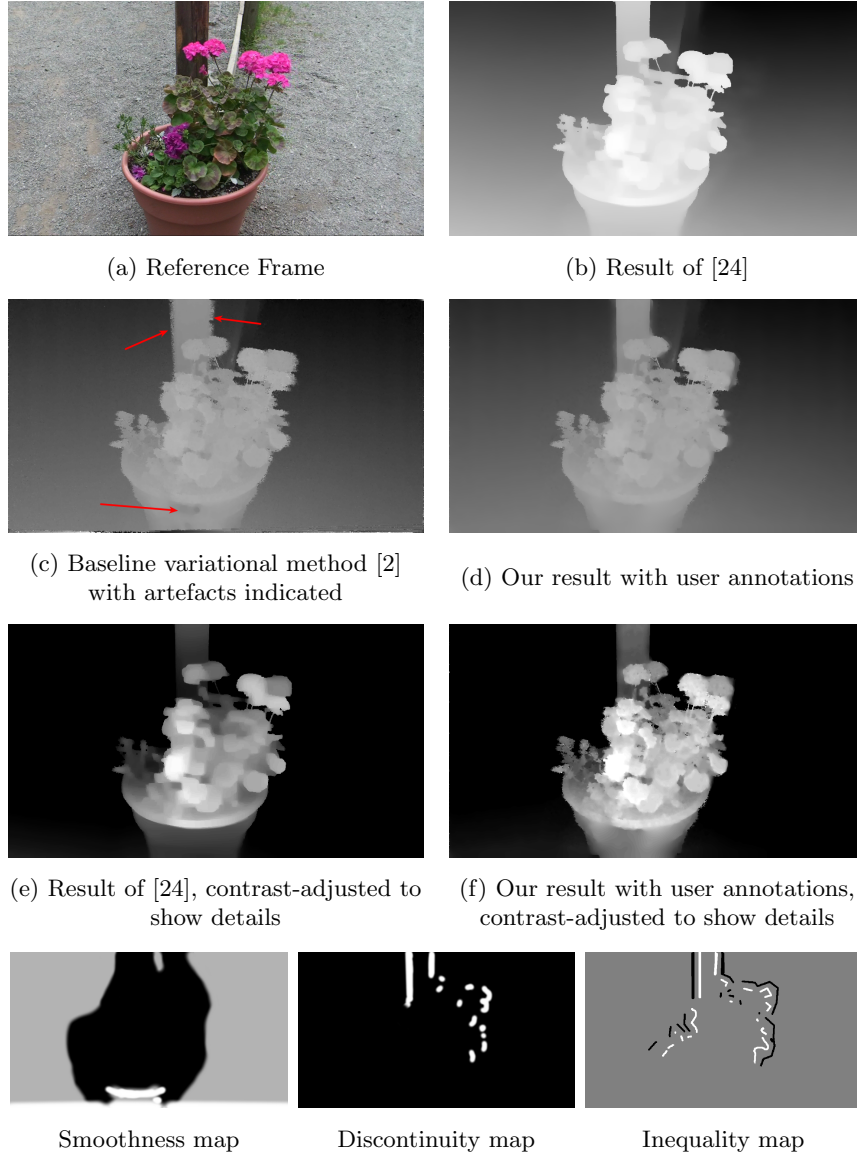 (a) Reference Frame
(b) Result of [24]
(c) Baseline variational method [2]
with artefacts indicated
(d) Our result with user annotations
(e) Result of [24], contrast-adjusted to
show details
(f) Our result with user annotations,
contrast-adjusted to show details
Smoothness map
Discontinuity map
Inequality map